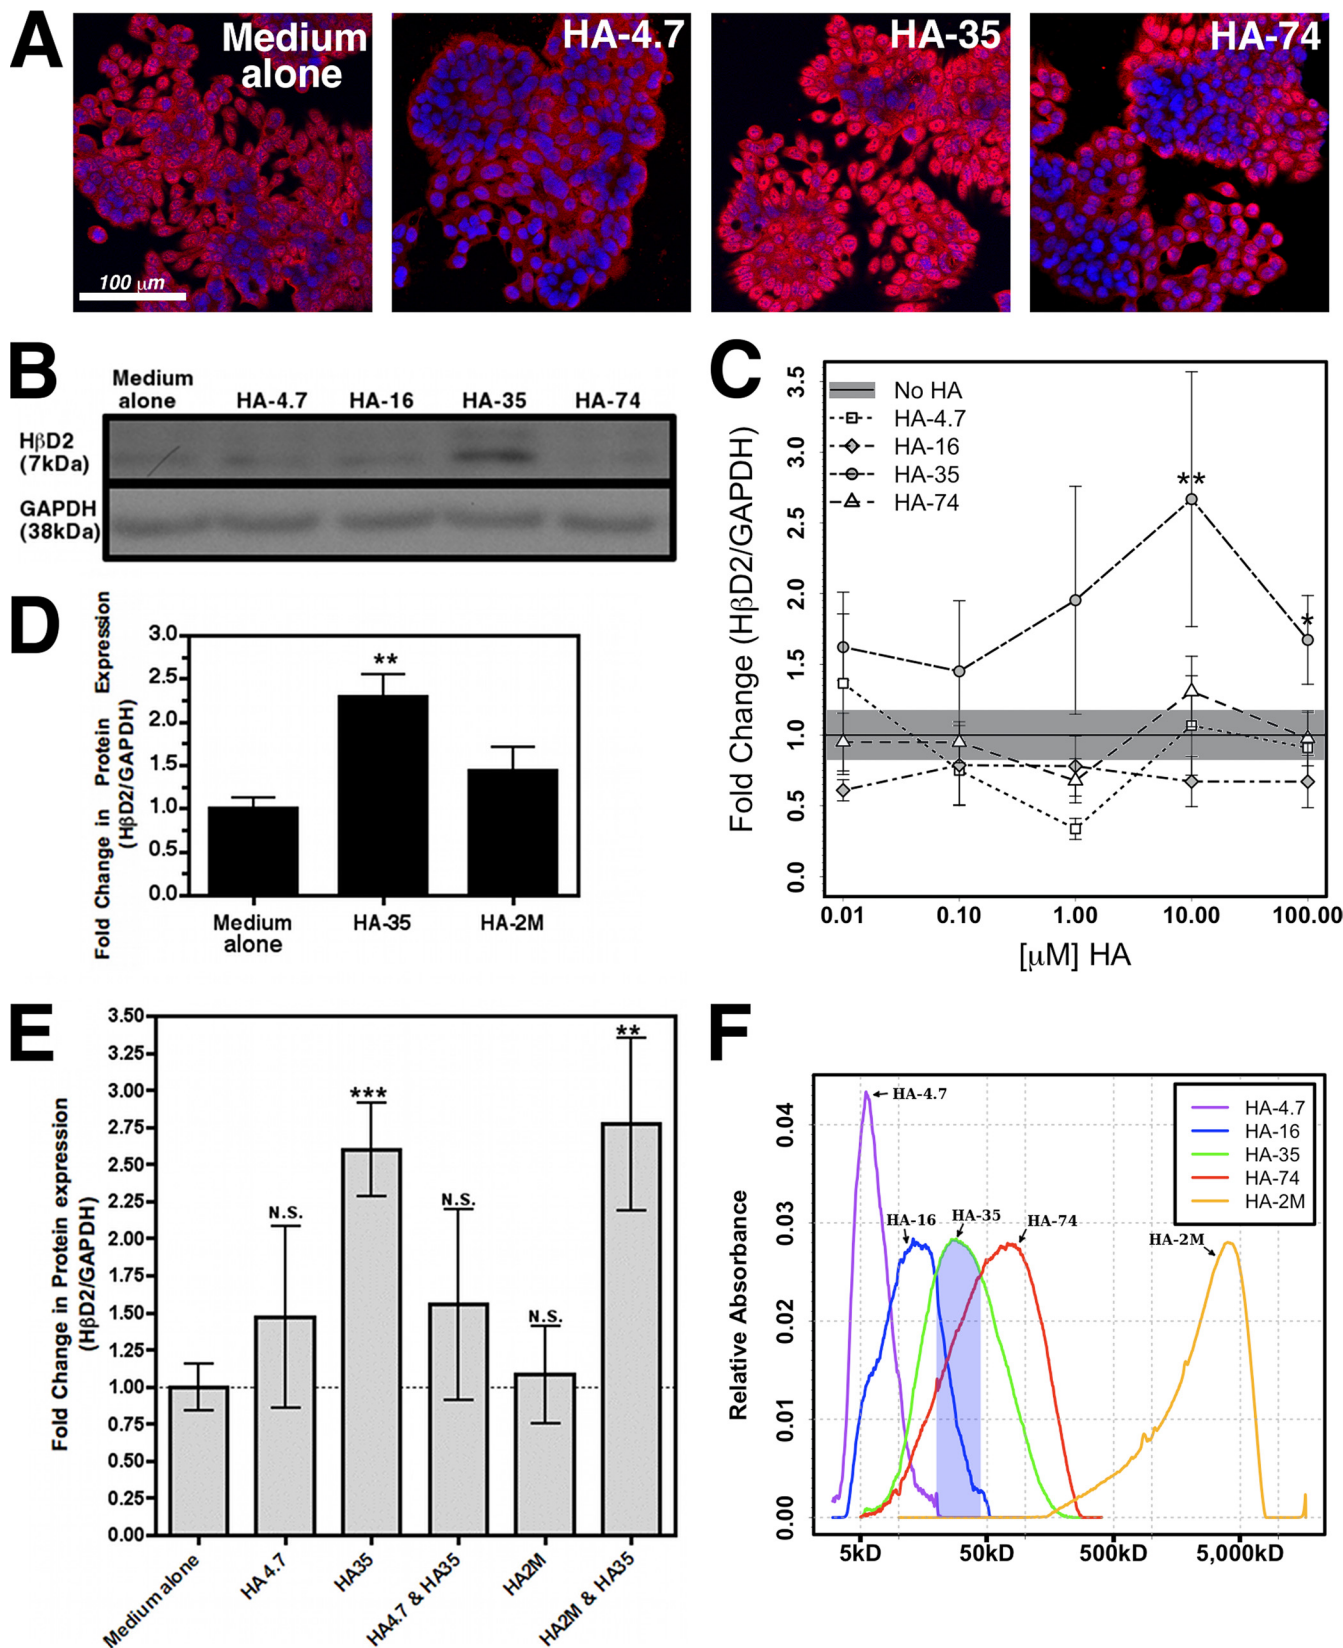 A
Medium
alone
HA-4.7
HA-35
HA-74
100 μm
B
Medium
alone
HA-4.7
HA-16
HA-35
HA-74
HβD2
(7kDa)
GAPDH
(38kDa)
C
Fold Change (HβD2/GAPDH)
3.5
3.0
2.5
2.0
1.5
1.0
0.5
0.0
No HA
HA-4.7
HA-16
HA-35
HA-74
**
*
0.01
0.10
1.00
10.00
100.00
[μM] HA
D
Fold Change in Protein Expression
(HβD2/GAPDH)
3.0
2.5
2.0
1.5
1.0
0.5
0.0
**
Medium
alone
HA-35
HA-2M
E
Fold Change in Protein expression
(HβD2/GAPDH)
3.50
3.25
3.00
2.75
2.50
2.25
2.00
1.75
1.50
1.25
1.00
0.75
0.50
0.25
0.00
N.S.
***
N.S.
N.S.
**
Medium alone
HA 4.7
HA35
HA4.7 & HA35
HA2M
HA2M & HA35
F
Relative Absorbance
0.04
0.03
0.02
0.01
0.00
HA-4.7
HA-16
HA-35
HA-74
HA-2M
HA-4.7
HA-16
HA-35
HA-74
HA-2M
5kD
50kD
500kD
5,000kD